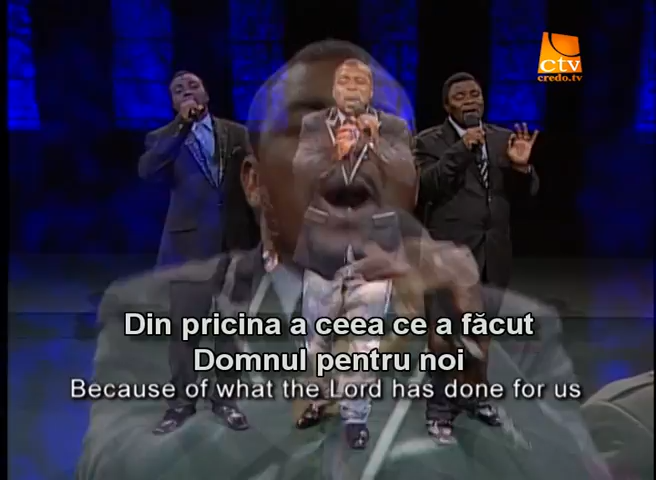 ctv
credo.tv
Din pricina a ceea ce a făcut
Domnul pentru noi
Because of what the Lord has done for us